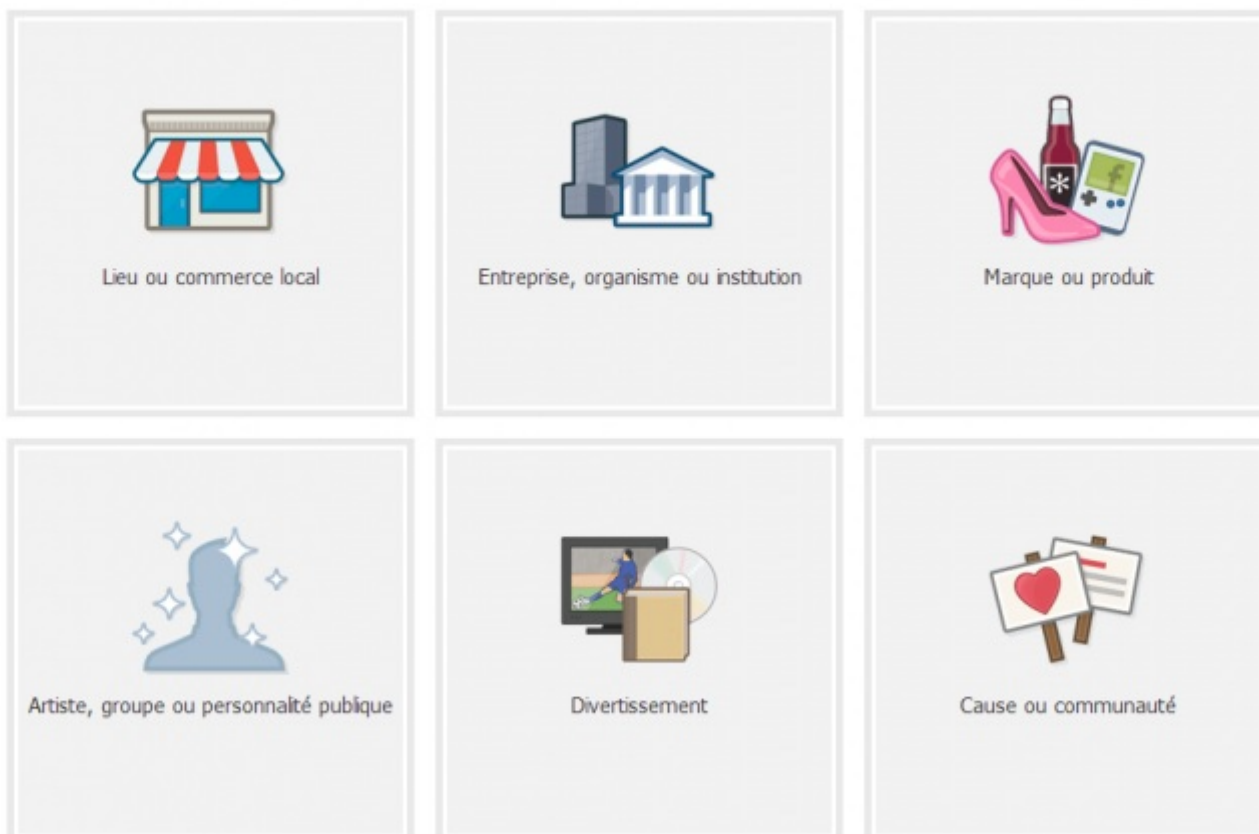 Lieu ou commerce local
Entreprise, organisme ou institution
Marque ou produit
Artiste, groupe ou personnalité publique
Divertissement
Cause ou communauté